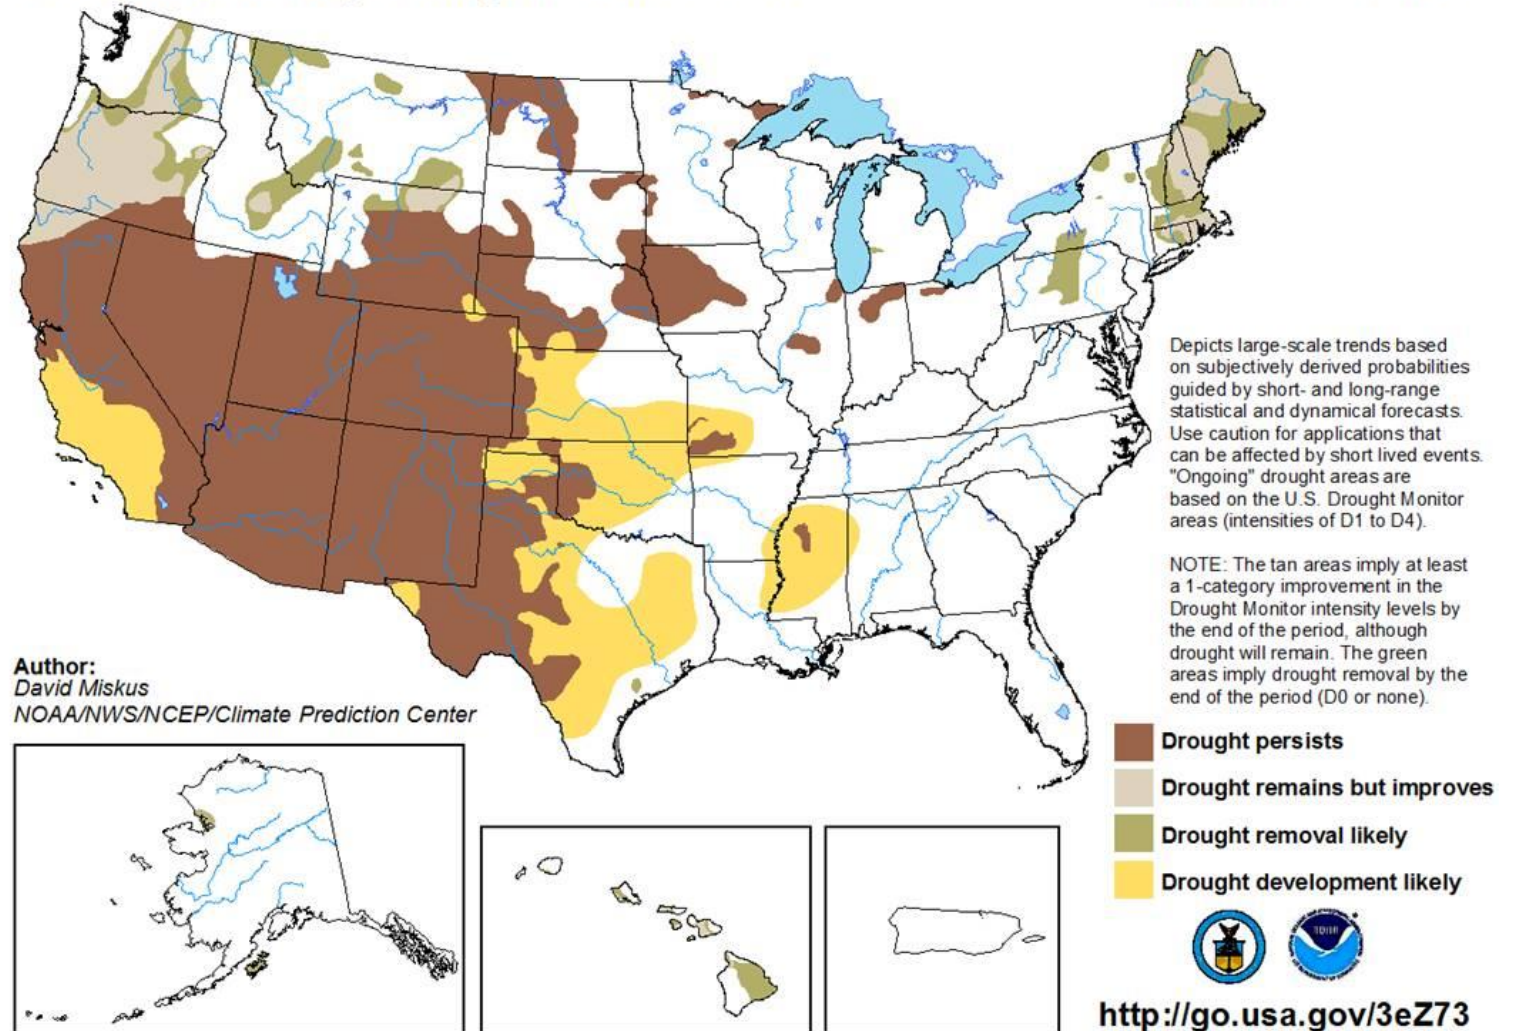 Depicts large-scale trends based
on subjectively derived probabilities
guided by short- and long-range
statistical and dynamical forecasts.
Use caution for applications that
can be affected by short lived events.
"Ongoing" drought areas are
based on the U.S. Drought Monitor
areas (intensities of D1 to D4).
NOTE: The tan areas imply at least
a 1-category improvement in the
Drought Monitor intensity levels by
the end of the period, although
drought will remain. The green
areas imply drought removal by the
end of the period (D0 or none).
Author:
David Miskus
NOAA/NWS/NCEP/Climate Prediction Center
Drought persists
Drought remains but improves
Drought removal likely
Drought development likely
http://go.usa.gov/3eZ73